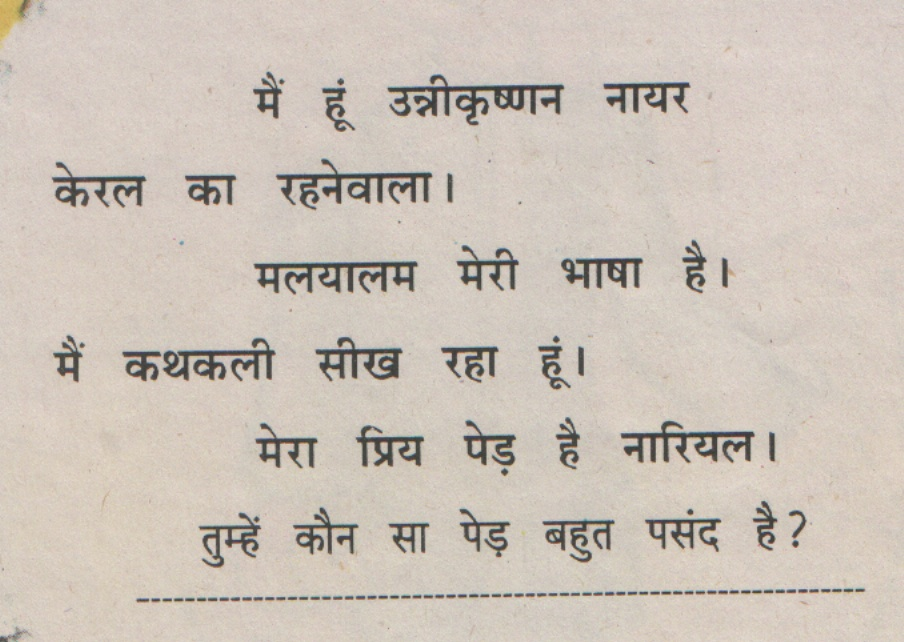 मैं हूं उन्नीकृष्णन नायर
केरल का रहनेवाला।
मलयालम मेरी भाषा है।
मैं कथकली सीख रहा हूं।
मेरा प्रिय पेड़ है नारियल।
तुम्हें कौन सा पेड़ बहुत पसंद है?